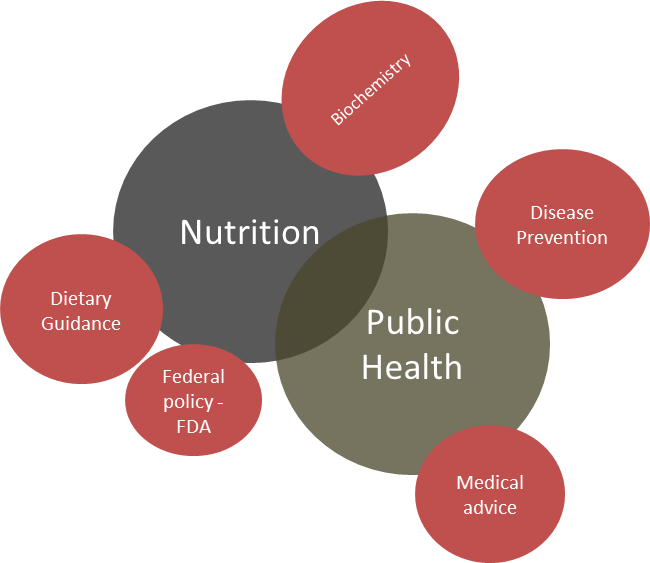 Biochemistry
Nutrition
Disease
Prevention
Dietary
Guidance
Public
Health
Federal
policy -
FDA
Medical
advice